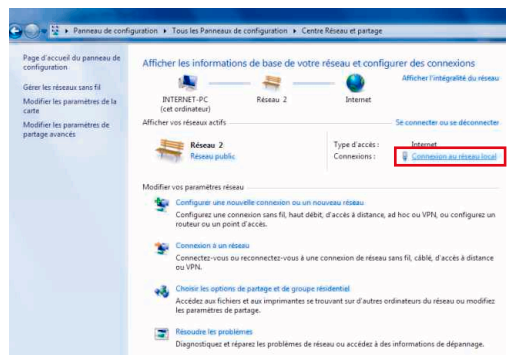 Panneau de configuration ▸ Tous les Panneaux de configuration ▸ Centre Réseau et partage
Page d'accueil du panneau de
configuration
Gérer les réseaux sans fil
Modifier les paramètres de la
carte
Modifier les paramètres de
partage avancés
Afficher les informations de base de votre réseau et configurer des connexions
Afficher l'intégralité du réseau
INTERNET-PC
(cet ordinateur)
Réseau 2
Internet
Afficher vos réseaux actifs
Se connecter ou se déconnecter
Réseau 2
Réseau public
Type d'accès : Internet
Connexions : Connexion au réseau local
Modifier vos paramètres réseau
Configurer une nouvelle connexion ou un nouveau réseau
Configurez une connexion sans fil, haut débit, d'accès à distance, ad hoc ou VPN, ou configurez un
routeur ou un point d'accès.
Connexion à un réseau
Connectez-vous ou reconnectez-vous à une connexion de réseau sans fil, câblé, d'accès à distance
ou VPN.
Choisir les options de partage et de groupe résidentiel
Accédez aux fichiers et aux imprimantes se trouvant sur d'autres ordinateurs du réseau ou modifiez
les paramètres de partage.
Résoudre les problèmes
Diagnostiquez et réparez les problèmes de réseau ou accédez à des informations de dépannage.